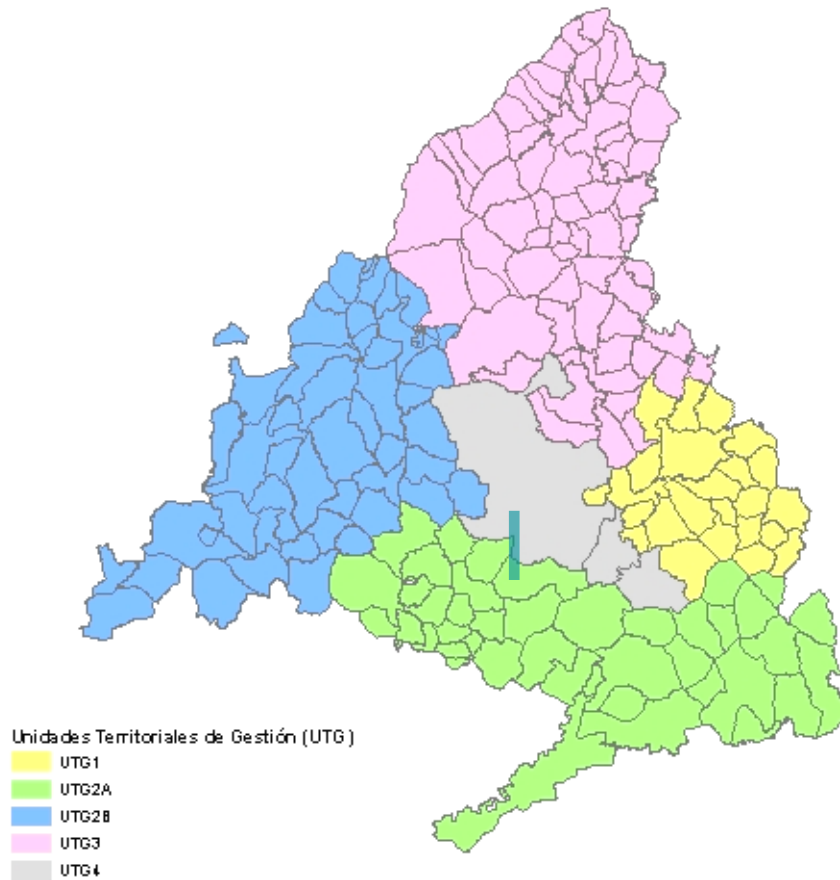 Unidades Territoriales de Gestión (UTG)
UTG1
UTG2A
UTG2B
UTG3
UTG4